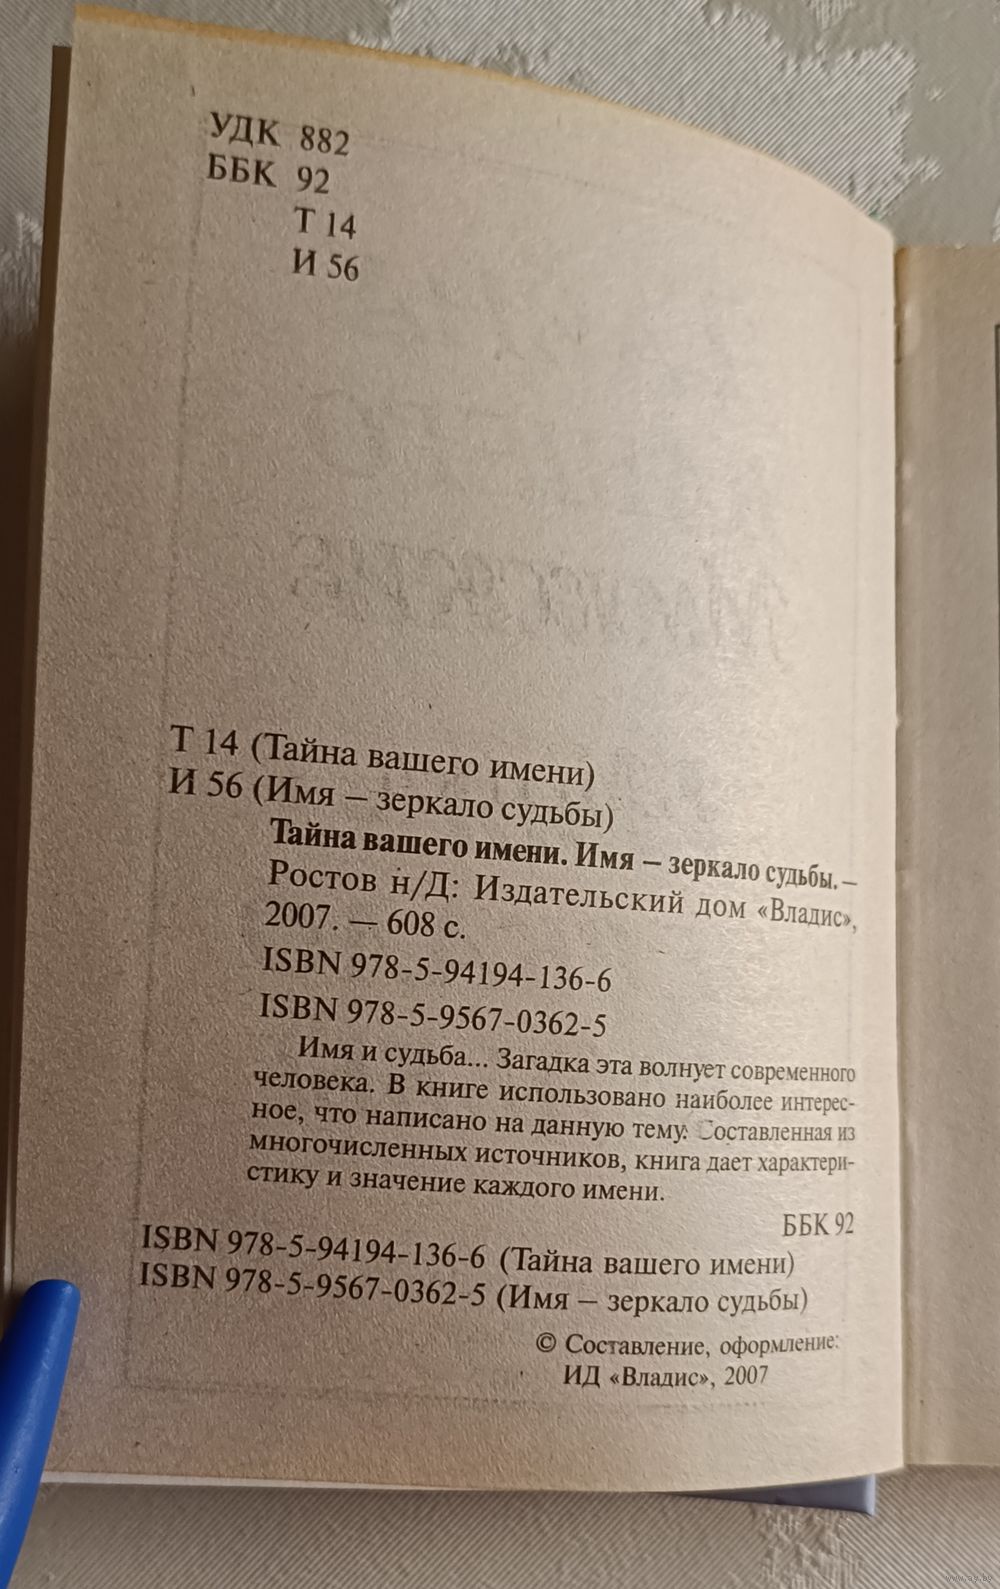 УДК 882
ББК 92
Т 14
И 56
Т 14 (Тайна вашего имени)
И 56 (Имя – зеркало судьбы)
Тайна вашего имени. Имя – зеркало судьбы. –
Ростов н/Д: Издательский дом «Владис»,
2007. — 608 с.
ISBN 978-5-94194-136-6
ISBN 978-5-9567-0362-5
Имя и судьба... Загадка эта волнует современного
человека. В книге использовано наиболее интерес-
ное, что написано на данную тему. Составленная из
многочисленных источников, книга дает характери-
стику и значение каждого имени.
ББК 92
ISBN 978-5-94194-136-6 (Тайна вашего имени)
ISBN 978-5-9567-0362-5 (Имя – зеркало судьбы)
© Составление, оформление:
ИД «Владис», 2007
www.ay.by